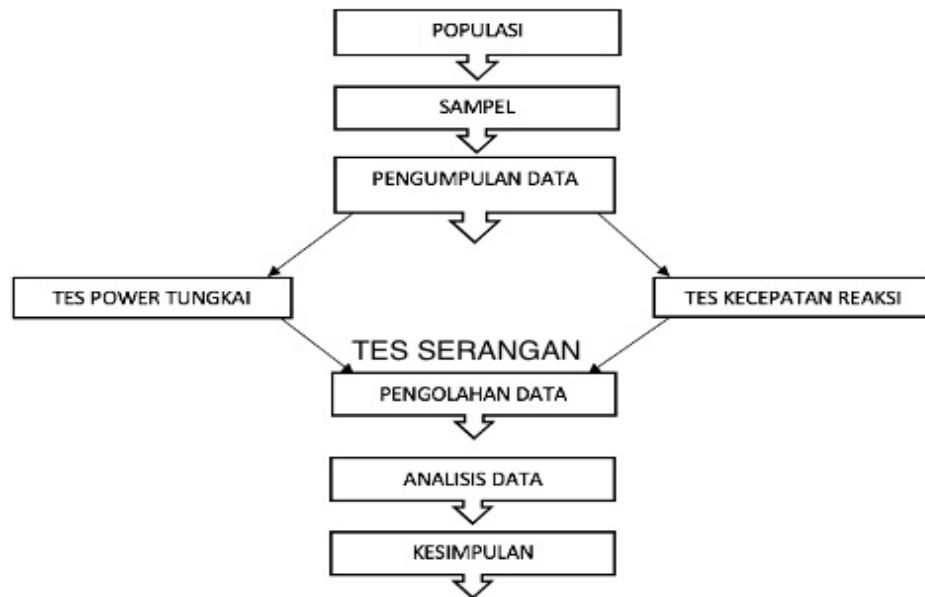 POPULASI
SAMPEL
PENGUMPULAN DATA
TES POWER TUNGKAI
TES KECEPATAN REAKSI
TES SERANGAN
PENGOLAHAN DATA
ANALISIS DATA
KESIMPULAN